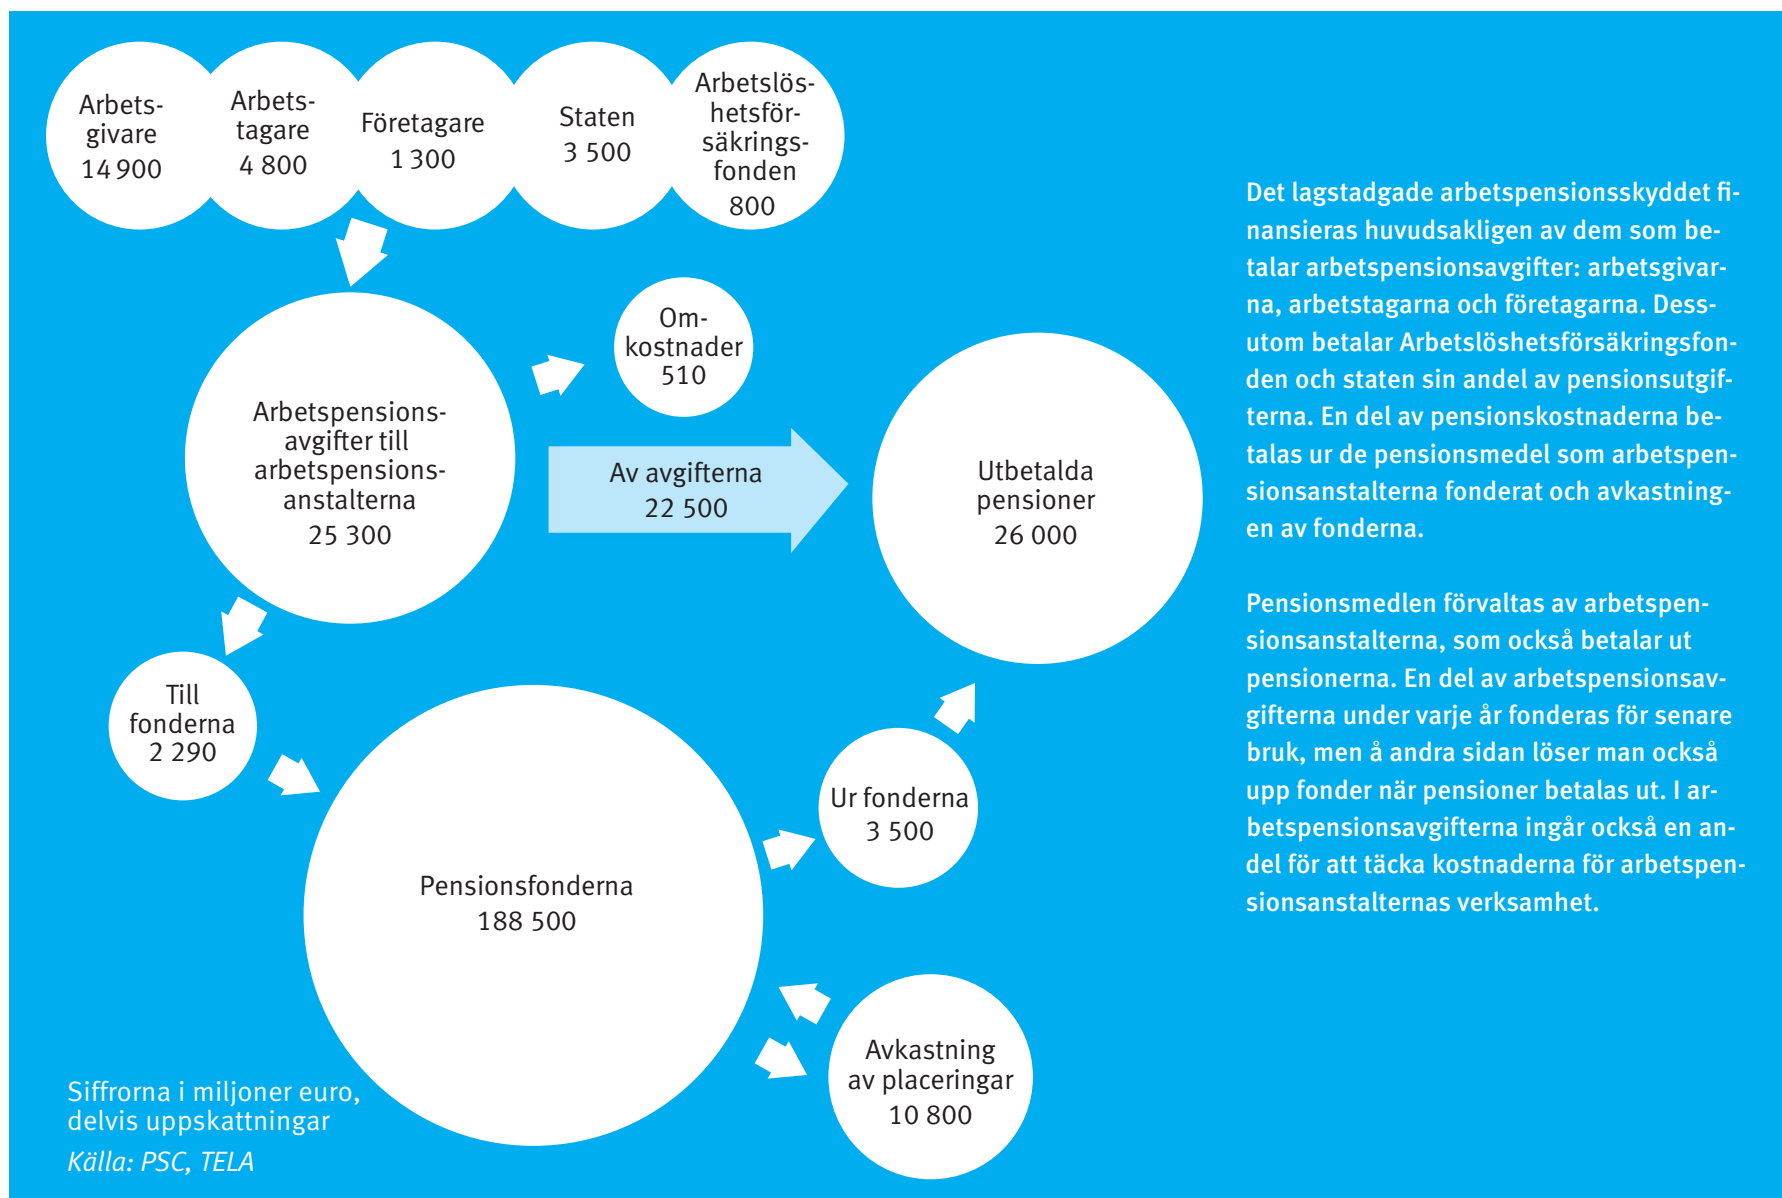 Arbets-
givare
14 900
Arbets-
tagare
4 800
Företagare
1 300
Staten
3 500
Arbetslös-
hetsför-
säkrings-
fonden
800
Om-
kostnader
510
Arbetspensions-
avgifter till
arbetspensions-
anstalterna
25 300
Av avgifterna
22 500
Utbetalda
pensioner
26 000
Till
fonderna
2 290
Ur fonderna
3 500
Pensionsfonderna
188 500
Avkastning
av placeringar
10 800
Siffrorna i miljoner euro,
delvis uppskattningar
Källa: PSC, TELA
Det lagstadgade arbetspensionsskyddet fi-
nansieras huvudsakligen av dem som be-
talar arbetspensionsavgifter: arbetsgivar-
na, arbetstagarna och företagarna. Dess-
utom betalar Arbetslöshetsförsäkringsfon-
den och staten sin andel av pensionsutgif-
terna. En del av pensionskostnaderna be-
talas ur de pensionsmedel som arbetspen-
sionsanstalterna fonderat och avkastning-
en av fonderna.
Pensionsmedlen förvaltas av arbetspen-
sionsanstalterna, som också betalar ut
pensionerna. En del av arbetspensionsav-
gifterna under varje år fonderas för senare
bruk, men å andra sidan löser man också
upp fonder när pensioner betalas ut. I ar-
betspensionsavgifterna ingår också en an-
del för att täcka kostnaderna för arbetspen-
sionsanstalternas verksamhet.